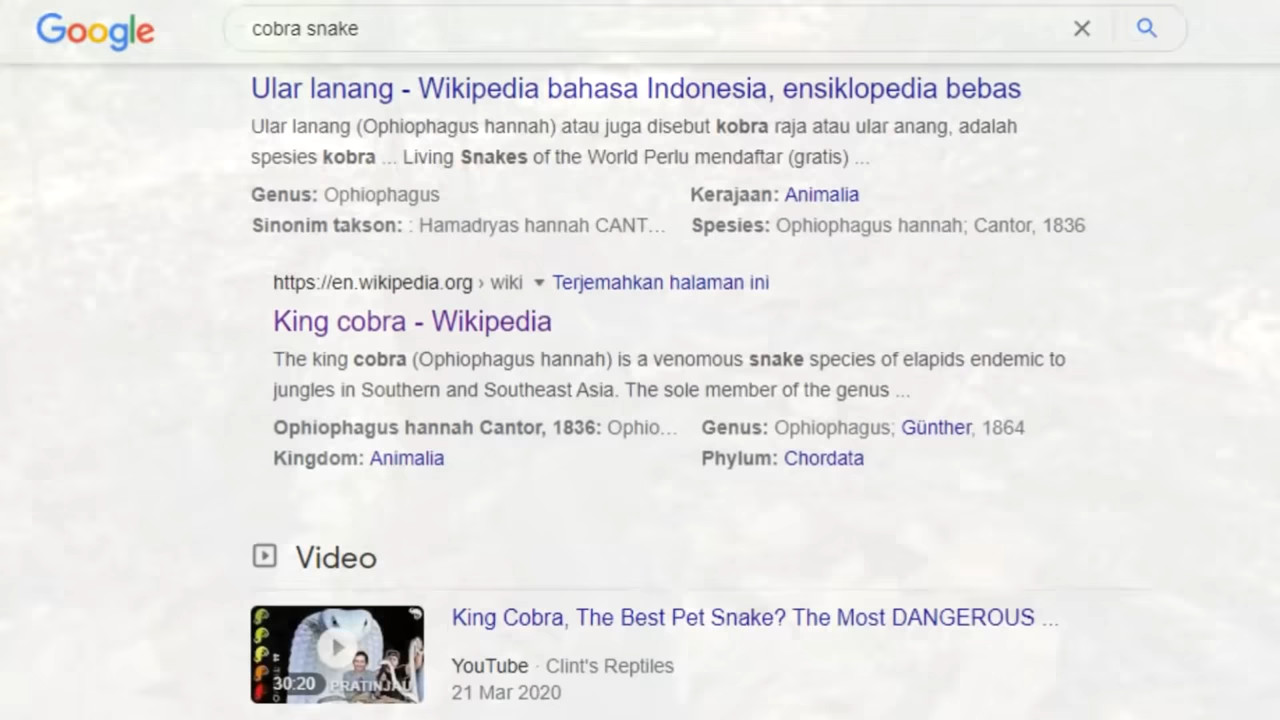 Google
cobra snake
Ular lanang - Wikipedia bahasa Indonesia, ensiklopedia bebas
Ular lanang (Ophiophagus hannah) atau juga disebut kobra raja atau ular anang, adalah
spesies kobra ... Living Snakes of the World Perlu mendaftar (gratis) ...
Genus: Ophiophagus
Kerajaan: Animalia
Sinonim takson: : Hamadryas hannah CANT...
Spesies: Ophiophagus hannah; Cantor, 1836
https://en.wikipedia.org › wiki ▼ Terjemahkan halaman ini
King cobra - Wikipedia
The king cobra (Ophiophagus hannah) is a venomous snake species of elapids endemic to
jungles in Southern and Southeast Asia. The sole member of the genus ...
Ophiophagus hannah Cantor, 1836: Ophio...
Genus: Ophiophagus; Günther, 1864
Kingdom: Animalia
Phylum: Chordata
Video
King Cobra, The Best Pet Snake? The Most DANGEROUS ...
30:20
PRATINJAU
YouTube · Clint's Reptiles
21 Mar 2020